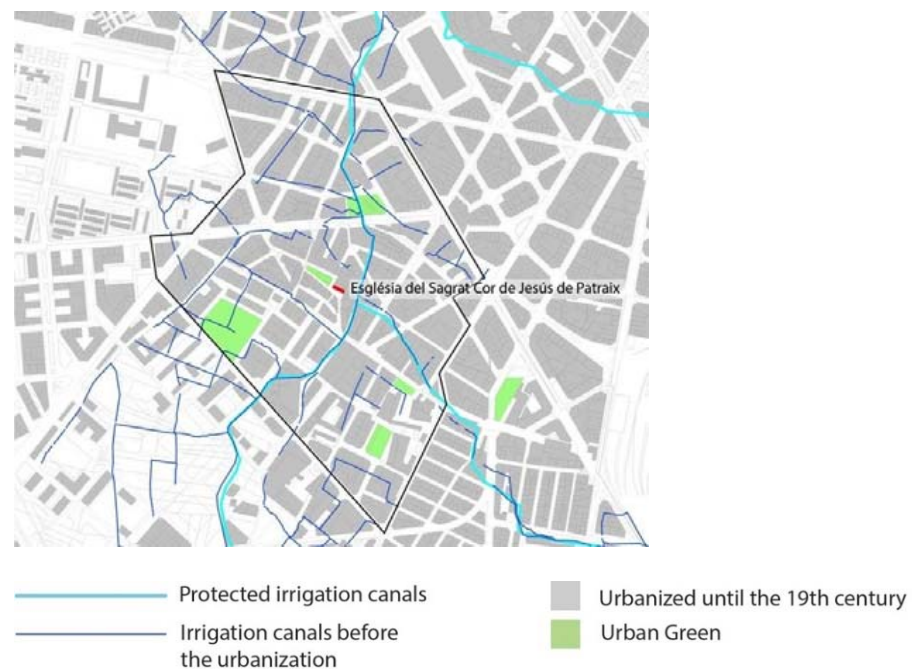 Església del Sagrat Cor de Jesús de Patraix
Protected irrigation canals
Irrigation canals before
the urbanization
Urbanized until the 19th century
Urban Green